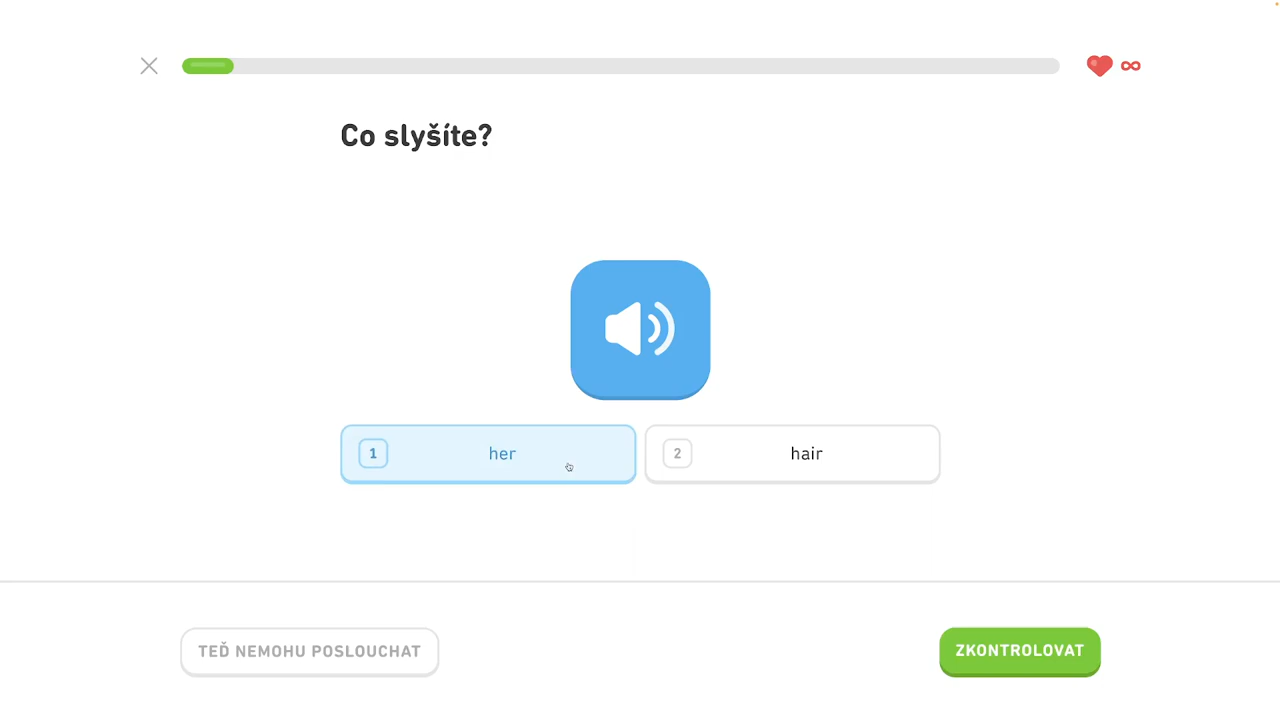 ∞
Co slyšíte?
1 her
2 hair
TEĎ NEMOHU POSLOUCHAT
ZKONTROLOVAT